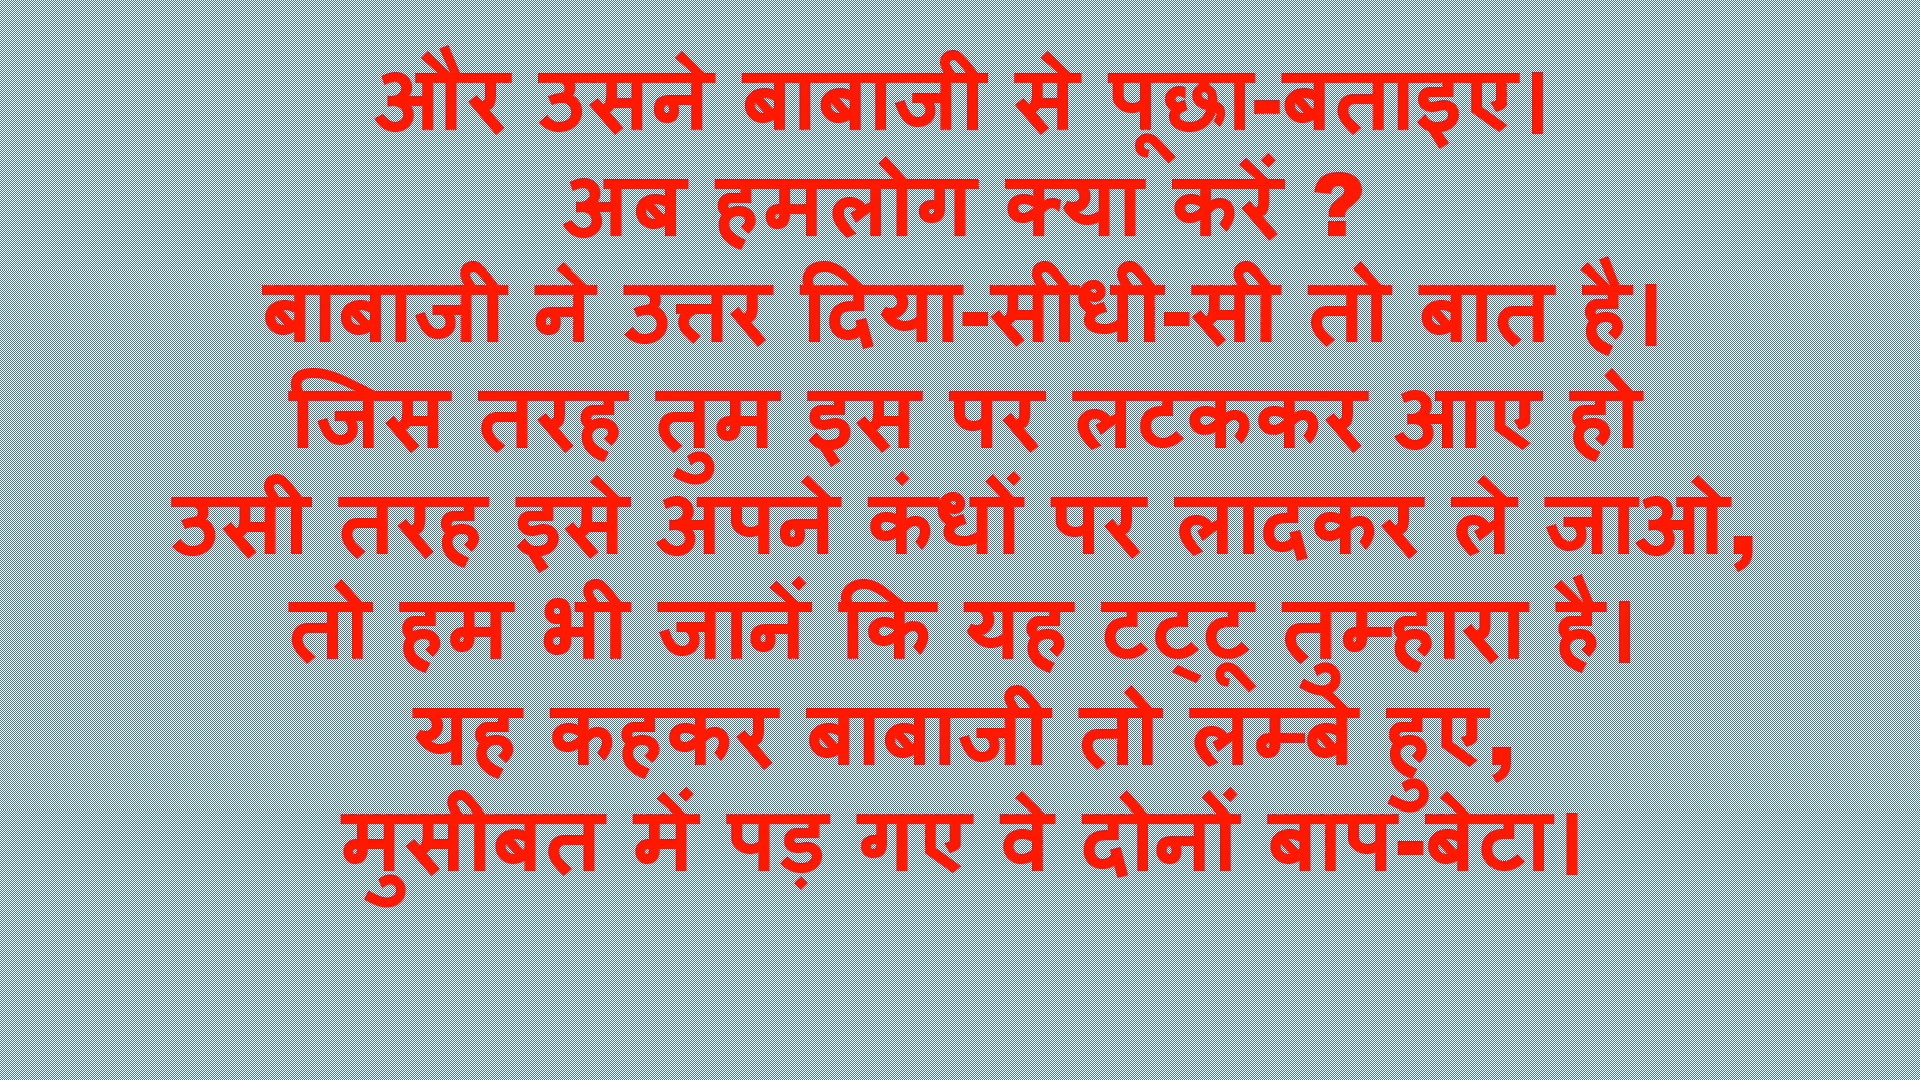 और उसने बाबाजी से पूछा-बताइए।
अब हमलोग क्या करें ?
बाबाजी ने उत्तर दिया-सीधी-सी तो बात है।
जिस तरह तुम इस पर लटककर आए हो
उसी तरह इसे अपने कंधों पर लादकर ले जाओ,
तो हम भी जानें कि यह टट्टू तुम्हारा है।
यह कहकर बाबाजी तो लम्बे हुए,
मुसीबत में पड़ गए वे दोनों बाप-बेटा।